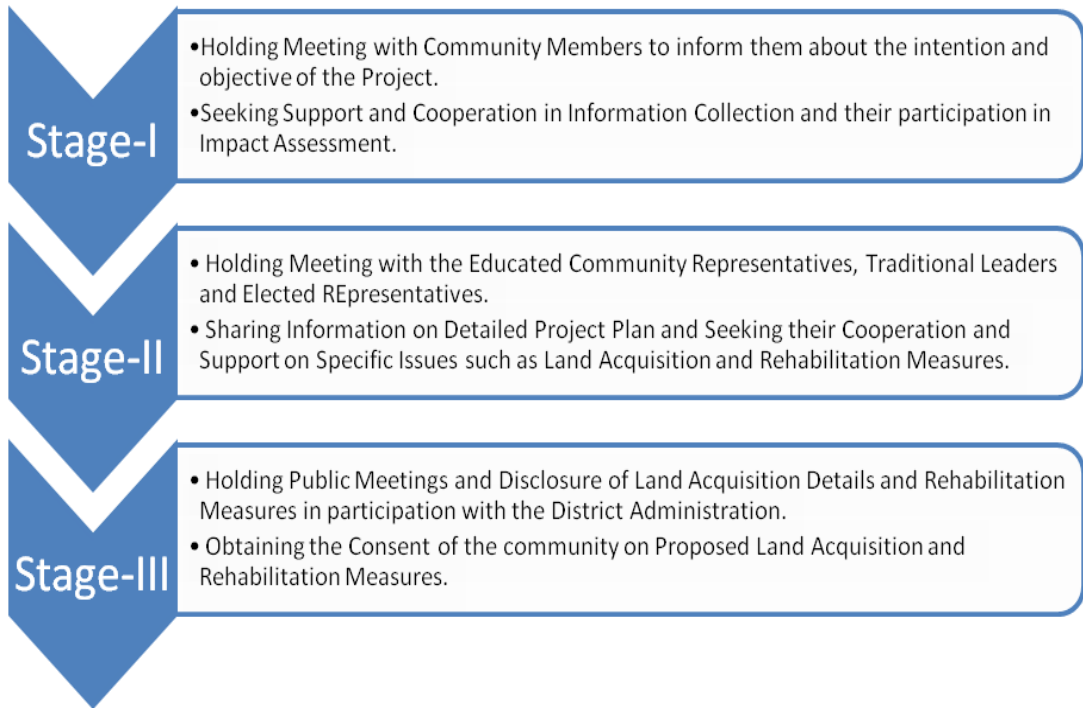 Stage-I
•Holding Meeting with Community Members to inform them about the intention and
objective of the Project.
•Seeking Support and Cooperation in Information Collection and their participation in
Impact Assessment.
Stage-II
• Holding Meeting with the Educated Community Representatives, Traditional Leaders
and Elected REpresentatives.
• Sharing Information on Detailed Project Plan and Seeking their Cooperation and
Support on Specific Issues such as Land Acquisition and Rehabilitation Measures.
Stage-III
• Holding Public Meetings and Disclosure of Land Acquisition Details and Rehabilitation
Measures in participation with the District Administration.
• Obtaining the Consent of the community on Proposed Land Acquisition and
Rehabilitation Measures.